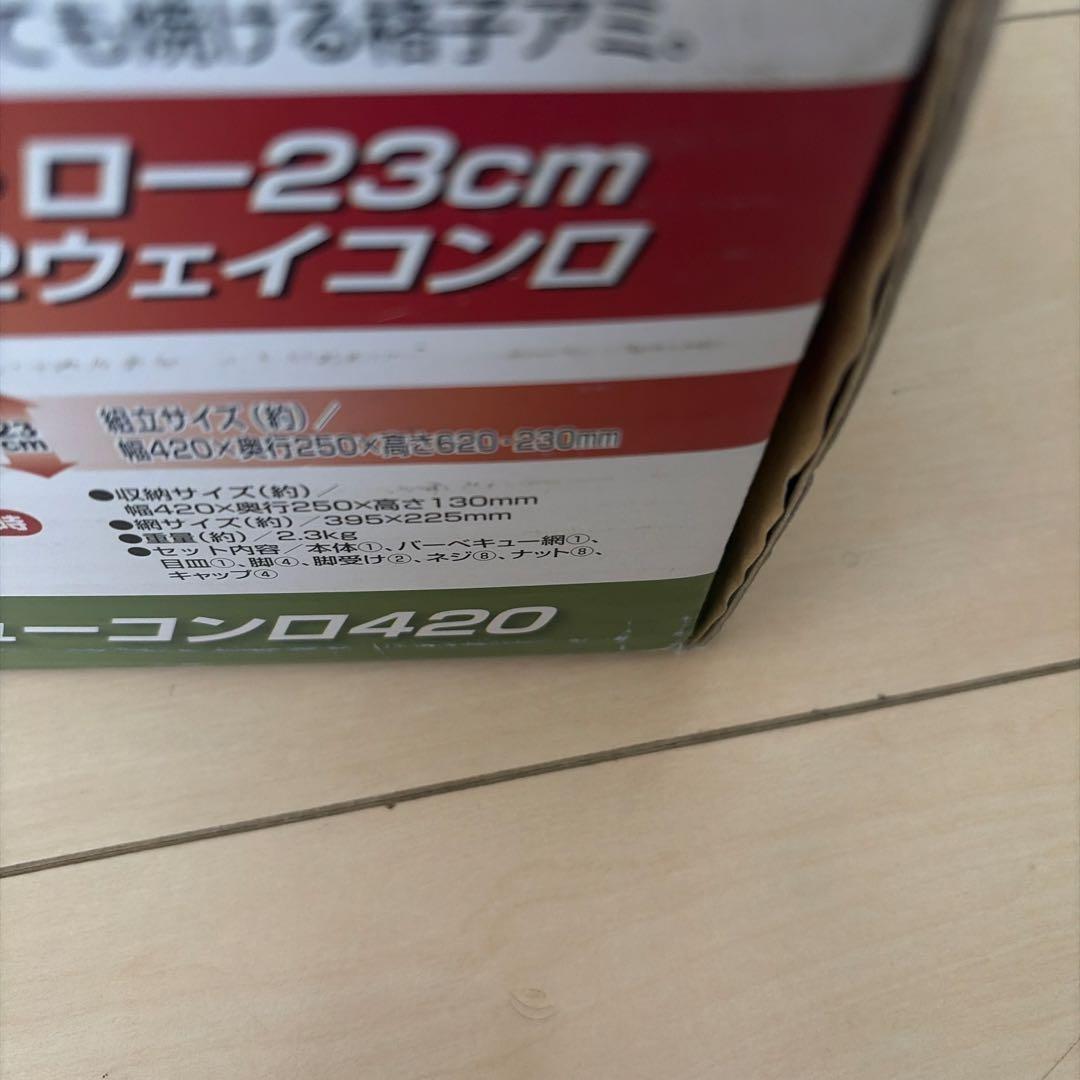 ても焼ける格子アミ。
ロー23cm
2ウェイコンロ
23
cm
組立サイズ(約)/
幅420×奥行250×高さ620・230mm
時
●収納サイズ(約)/
幅420×奥行250×高さ130mm
●網サイズ(約)/395×225mm
●重量(約)/2.3kg
●セット内容/本体①、バーベキュー網①、
目皿①、脚④、脚受け②、ネジ⑧、ナット⑧、
キャップ④
ューコンロ420